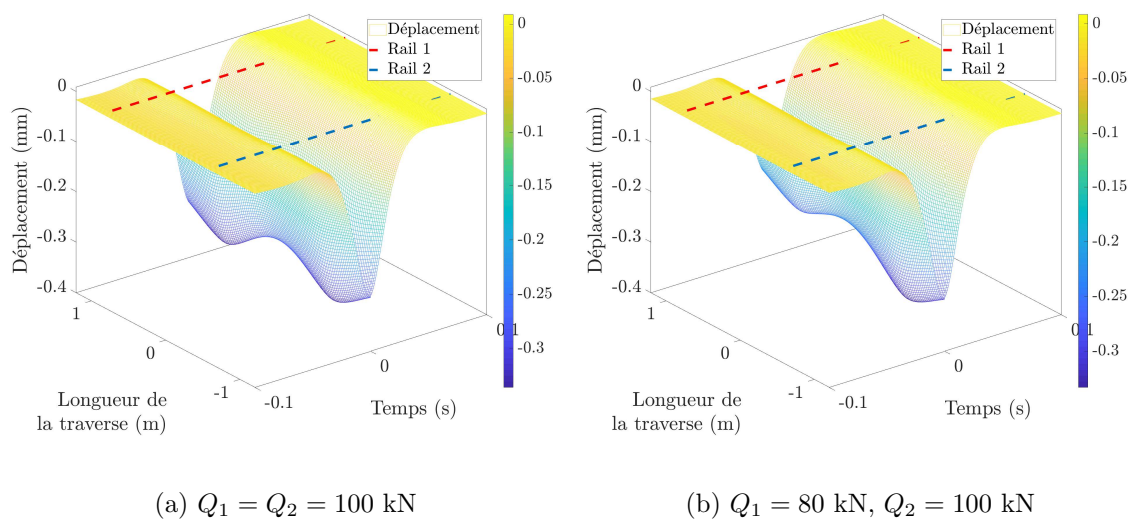 Déplacement
Rail 1
Rail 2
0
-0.1
-0.2
-0.3
-0.4
Déplacement (mm)
1
0
-1
Longueur de
la traverse (m)
-0.1
0
0.1
Temps (s)
0
-0.05
-0.1
-0.15
-0.2
-0.25
-0.3
(a) Q₁ = Q₂ = 100 kN
Déplacement
Rail 1
Rail 2
0
-0.1
-0.2
-0.3
-0.4
Déplacement (mm)
1
0
-1
Longueur de
la traverse (m)
-0.1
0
0.1
Temps (s)
0
-0.05
-0.1
-0.15
-0.2
-0.25
-0.3
(b) Q₁ = 80 kN, Q₂ = 100 kN